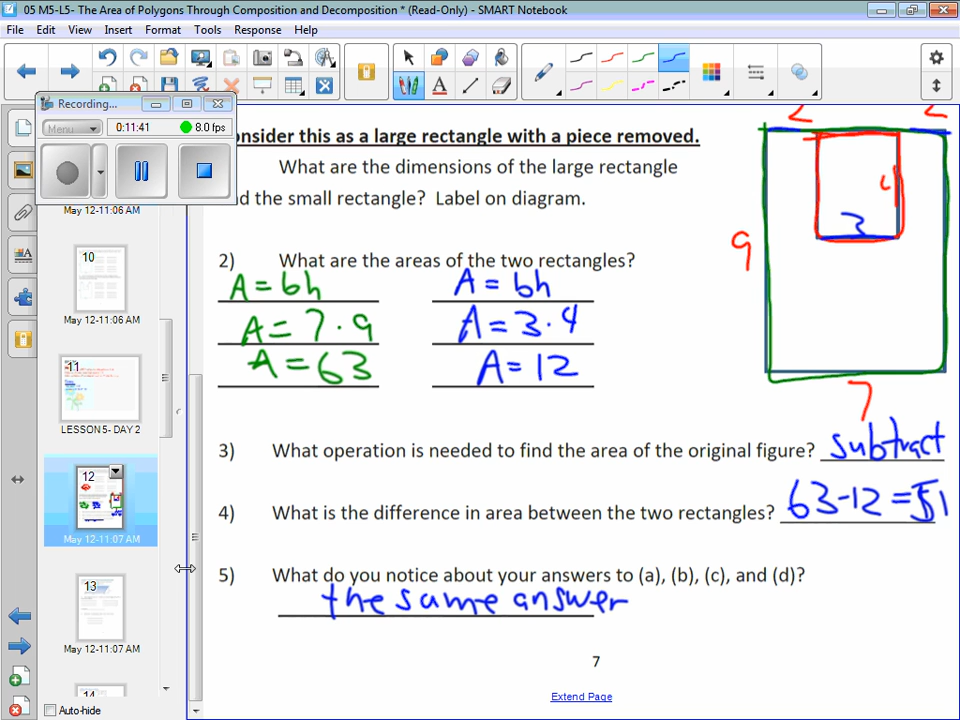 05 M5-L5- The Area of Polygons Through Composition and Decomposition * (Read-Only) - SMART Notebook
File Edit View Insert Format Tools Response Help
Recording...
Menu 0:11:41 8.0 fps
May 12-11:06 AM
10
May 12-11:06 AM
11
LESSON 5- DAY 2
12
May 12-11:07 AM
13
May 12-11:07 AM
14
Auto-hide
onsider this as a large rectangle with a piece removed.
What are the dimensions of the large rectangle
d the small rectangle? Label on diagram.
2 2
4
3
9
7
2) What are the areas of the two rectangles?
A = bh A = bh
A = 7 · 9 A = 3 · 4
A = 63 A = 12
3) What operation is needed to find the area of the original figure? subtract
4) What is the difference in area between the two rectangles? 63-12 = 51
5) What do you notice about your answers to (a), (b), (c), and (d)?
the same answer
7
Extend Page